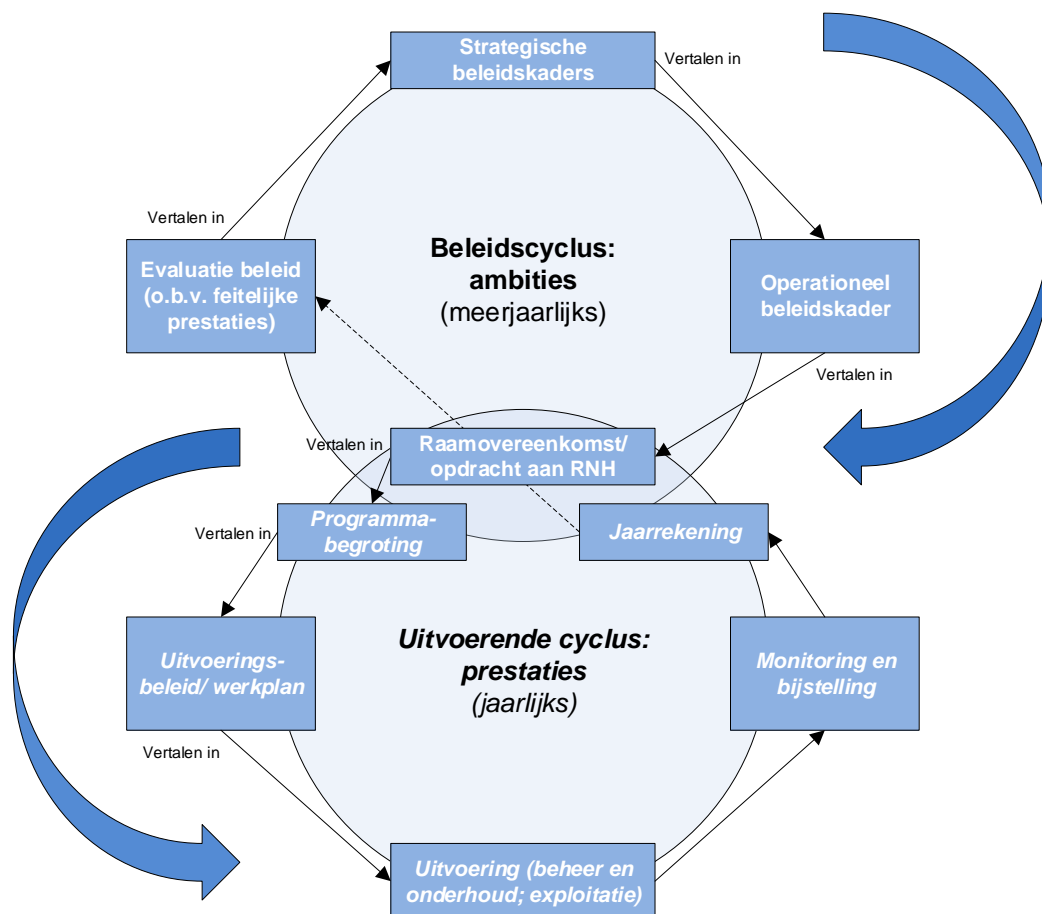 Strategische
beleidskaders
Vertalen in
Vertalen in
Evaluatie beleid
(o.b.v. feitelijke
prestaties)
Beleidscyclus:
ambities
(meerjaarlijks)
Operationeel
beleidskader
Vertalen in
Vertalen in
Raamovereenkomst/
opdracht aan RNH
Vertalen in
Programma-
begroting
Jaarrekening
Uitvoerings-
beleid/ werkplan
Uitvoerende cyclus:
prestaties
(jaarlijks)
Monitoring en
bijstelling
Vertalen in
Uitvoering (beheer en
onderhoud; exploitatie)